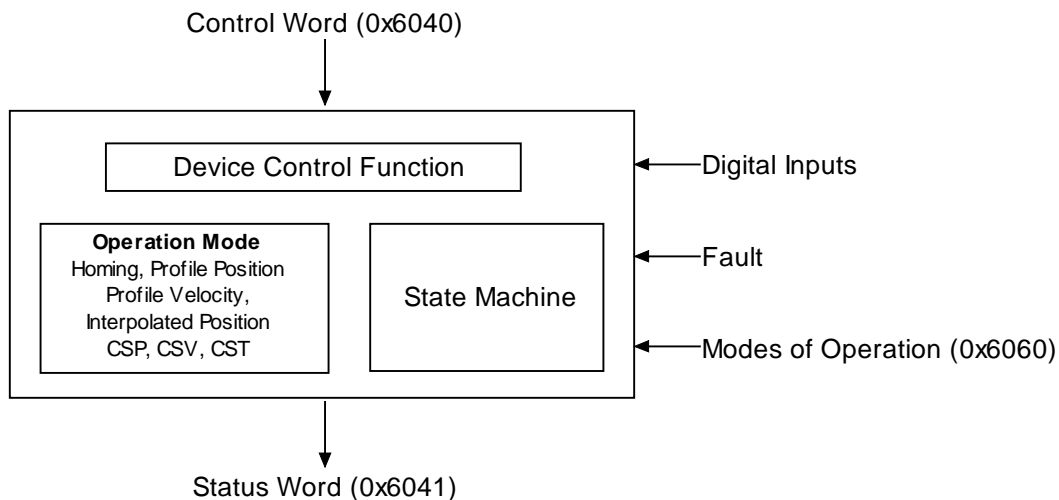 Control Word (0x6040)
Device Control Function
Digital Inputs
Operation Mode
Homing, Profile Position
Profile Velocity,
Interpolated Position
CSP, CSV, CST
State Machine
Fault
Modes of Operation (0x6060)
Status Word (0x6041)